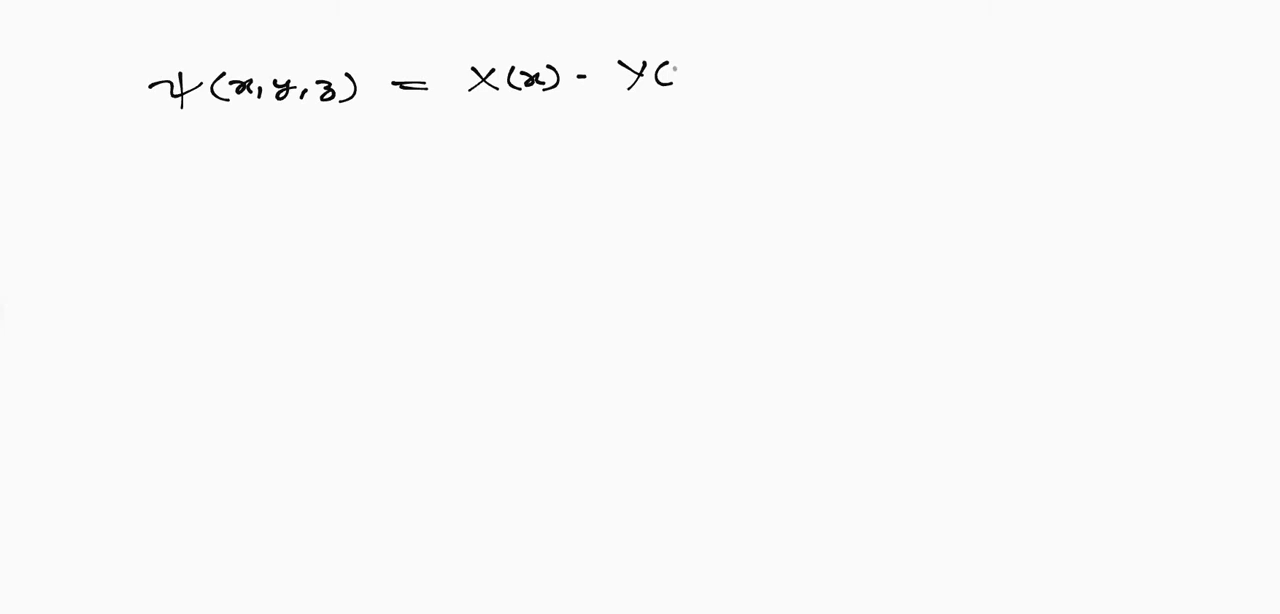 ψ(x, y, z) = X(x) · Y(